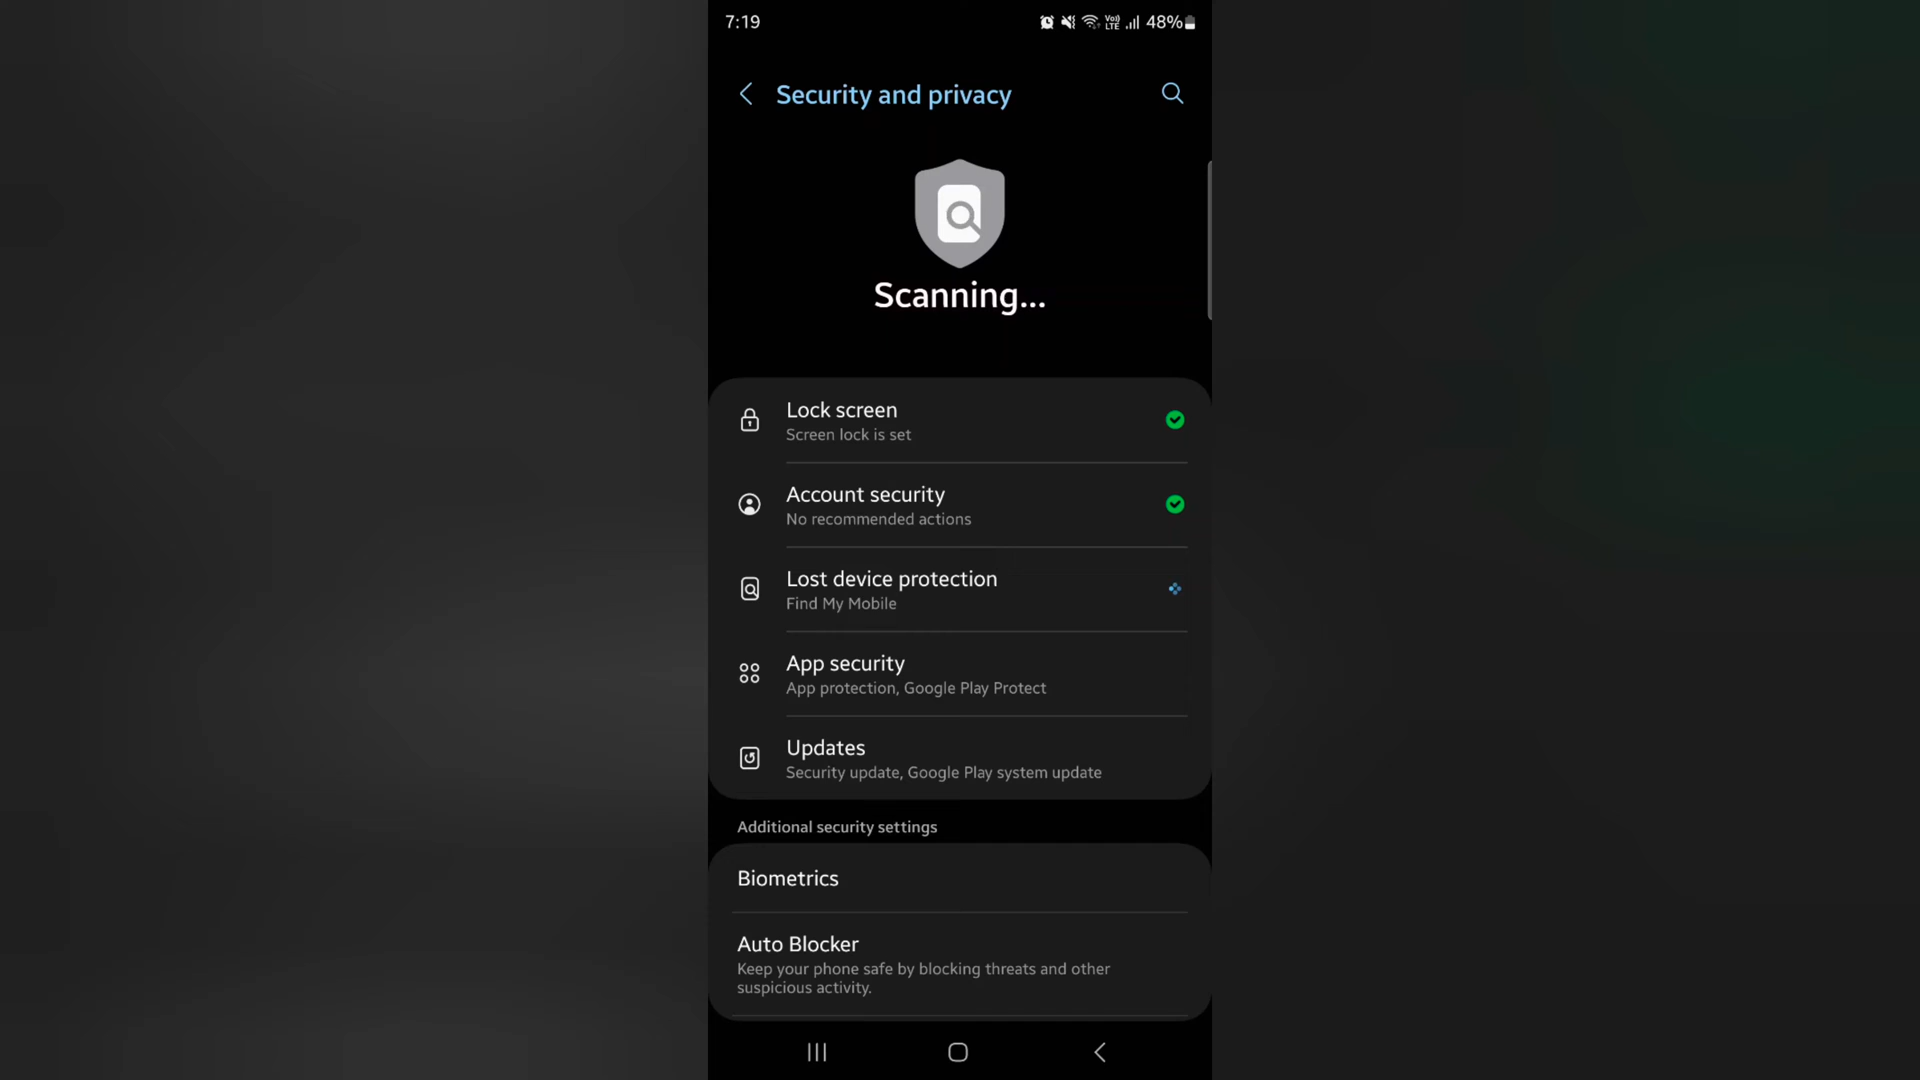 7:19
Vo) LTE 48%
Security and privacy
Scanning...
Lock screen
Screen lock is set
Account security
No recommended actions
Lost device protection
Find My Mobile
App security
App protection, Google Play Protect
Updates
Security update, Google Play system update
Additional security settings
Biometrics
Auto Blocker
Keep your phone safe by blocking threats and other
suspicious activity.